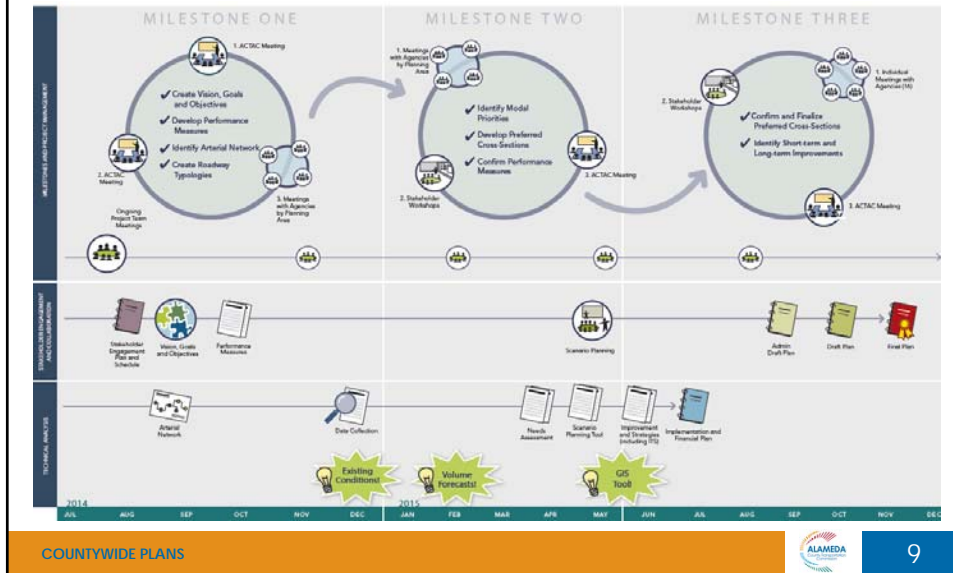 MILESTONE ONE
MILESTONE TWO
MILESTONE THREE
MILESTONES AND PROJECT MANAGEMENT
1. ACTAC Meeting
✔ Create Vision, Goals
and Objectives
✔ Develop Performance
Measures
✔ Identify Arterial Network
✔ Create Roadway
Typologies
2. ACTAC
Meeting
3. Meetings
with Agencies
by Planning
Area
Ongoing
Project Team
Meetings
1. Meetings
with Agencies
by Planning
Area
✔ Identify Modal
Priorities
✔ Develop Preferred
Cross-Sections
✔ Confirm Performance
Measures
2. Stakeholder
Workshops
3. ACTAC Meeting
1. Individual
Meetings with
Agencies
2. Stakeholder
Workshops
✔ Confirm and Finalize
Preferred Cross-Sections
✔ Identify Short-term and
Long-term Improvements
3. ACTAC Meeting
STAKEHOLDER ENGAGEMENT
AND COLLABORATION
Stakeholder
Engagement
Plan and
Schedule
Vision, Goals
and Objectives
Performance
Measures
Scenario Planning
Admin
Draft Plan
Draft Plan
Final Plan
TECHNICAL ANALYSIS
Arterial
Network
Data Collection
Needs
Assessment
Scenario
Planning Tool
Improvement
and Strategies
(including ITS)
Implementation and
Financial Plan
Existing
Conditions!
Volume
Forecasts!
GIS
Tool!
2014
2015
JUL AUG SEP OCT NOV DEC JAN FEB MAR APR MAY JUN JUL AUG SEP OCT NOV DEC
COUNTYWIDE PLANS
ALAMEDA
County Transportation
Commission
9